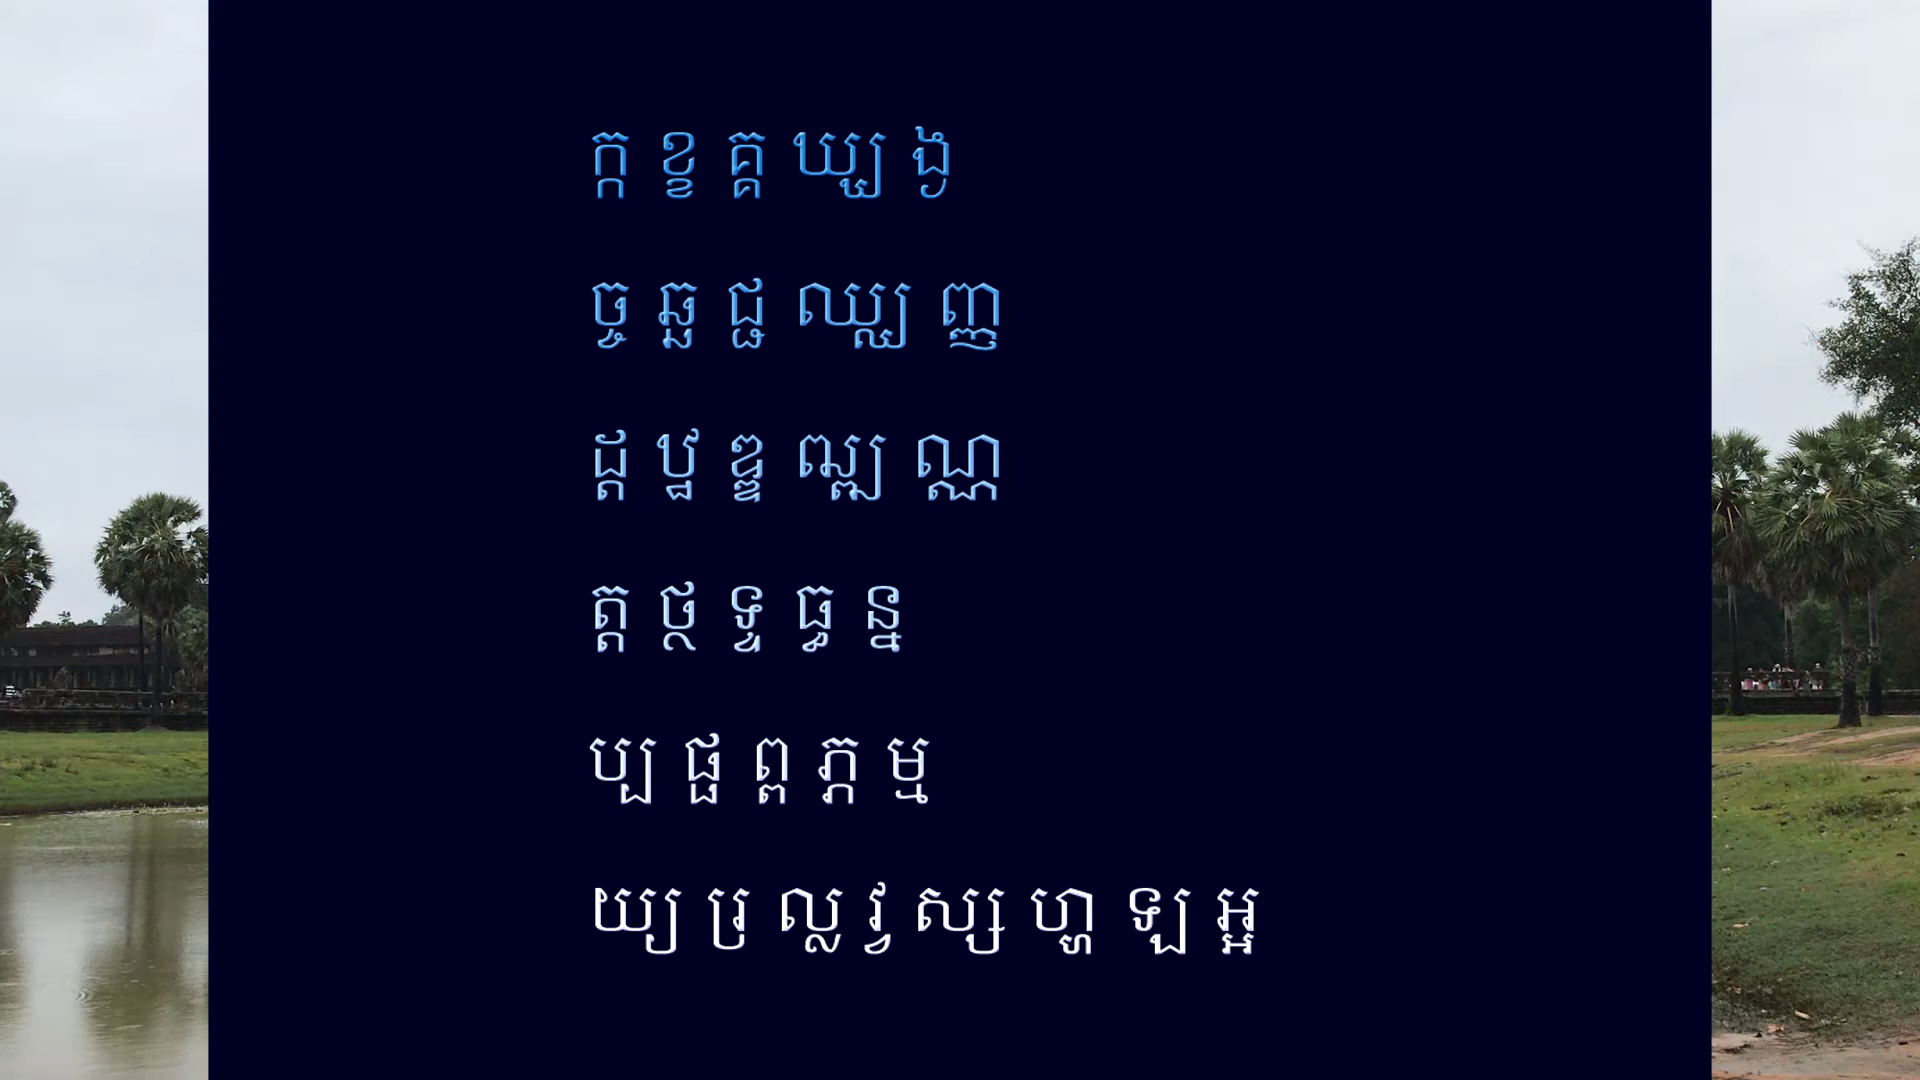 ក្ក ខ្ខ គ្គ ឃ្ឃ ង្ង
ច្ច ឆ្ឆ ជ្ជ ឈ្ឈ ញ្ញ
ដ្ដ ឋ្ឋ ឌ្ឌ ឍ្ឍ ណ្ណ
ត្ត ថ្ថ ទ្ទ ធ្ធ ន្ន
ប្ប ផ្ផ ព្ព ភ្ភ ម្ម
យ្យ រ្រ ល្ល វ្វ ស្ស ហ្ហ ឡ អ្អ